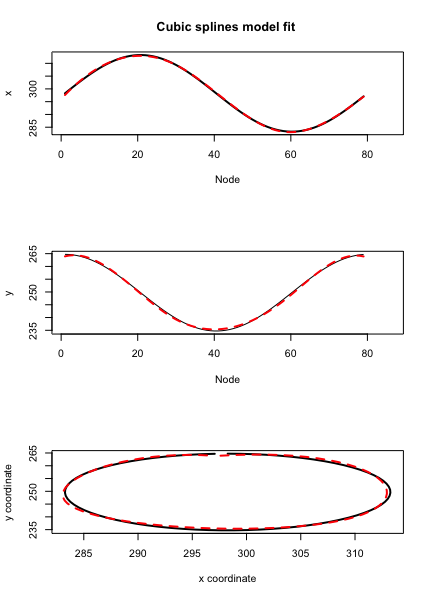 Cubic splines model fit
x
285 300
0 20 40 60 80
Node
y
235 250 265
0 20 40 60 80
Node
y coordinate
235 250 265
285 290 295 300 305 310
x coordinate